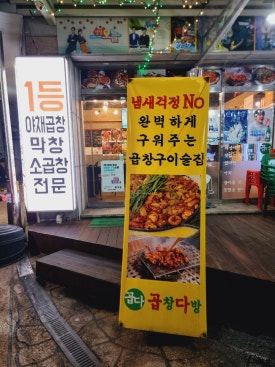 1등
야채곱창
막창
소곱창
전문
냄새걱정 NO
완벽하게
구워주는
곱창구이술집
곱다 곱창다방